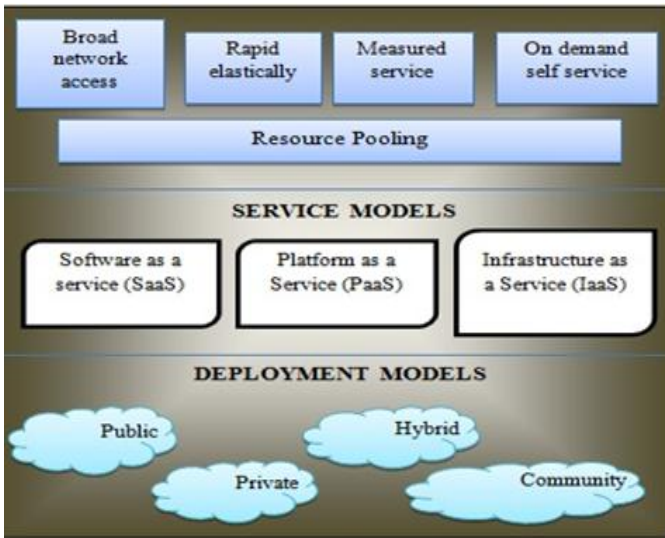 Broad
network
access
Rapid
elastically
Measured
service
On demand
self service
Resource Pooling
SERVICE MODELS
Software as a
service (SaaS)
Platform as a
Service (PaaS)
Infrastructure as
a Service (IaaS)
DEPLOYMENT MODELS
Public
Hybrid
Private
Community